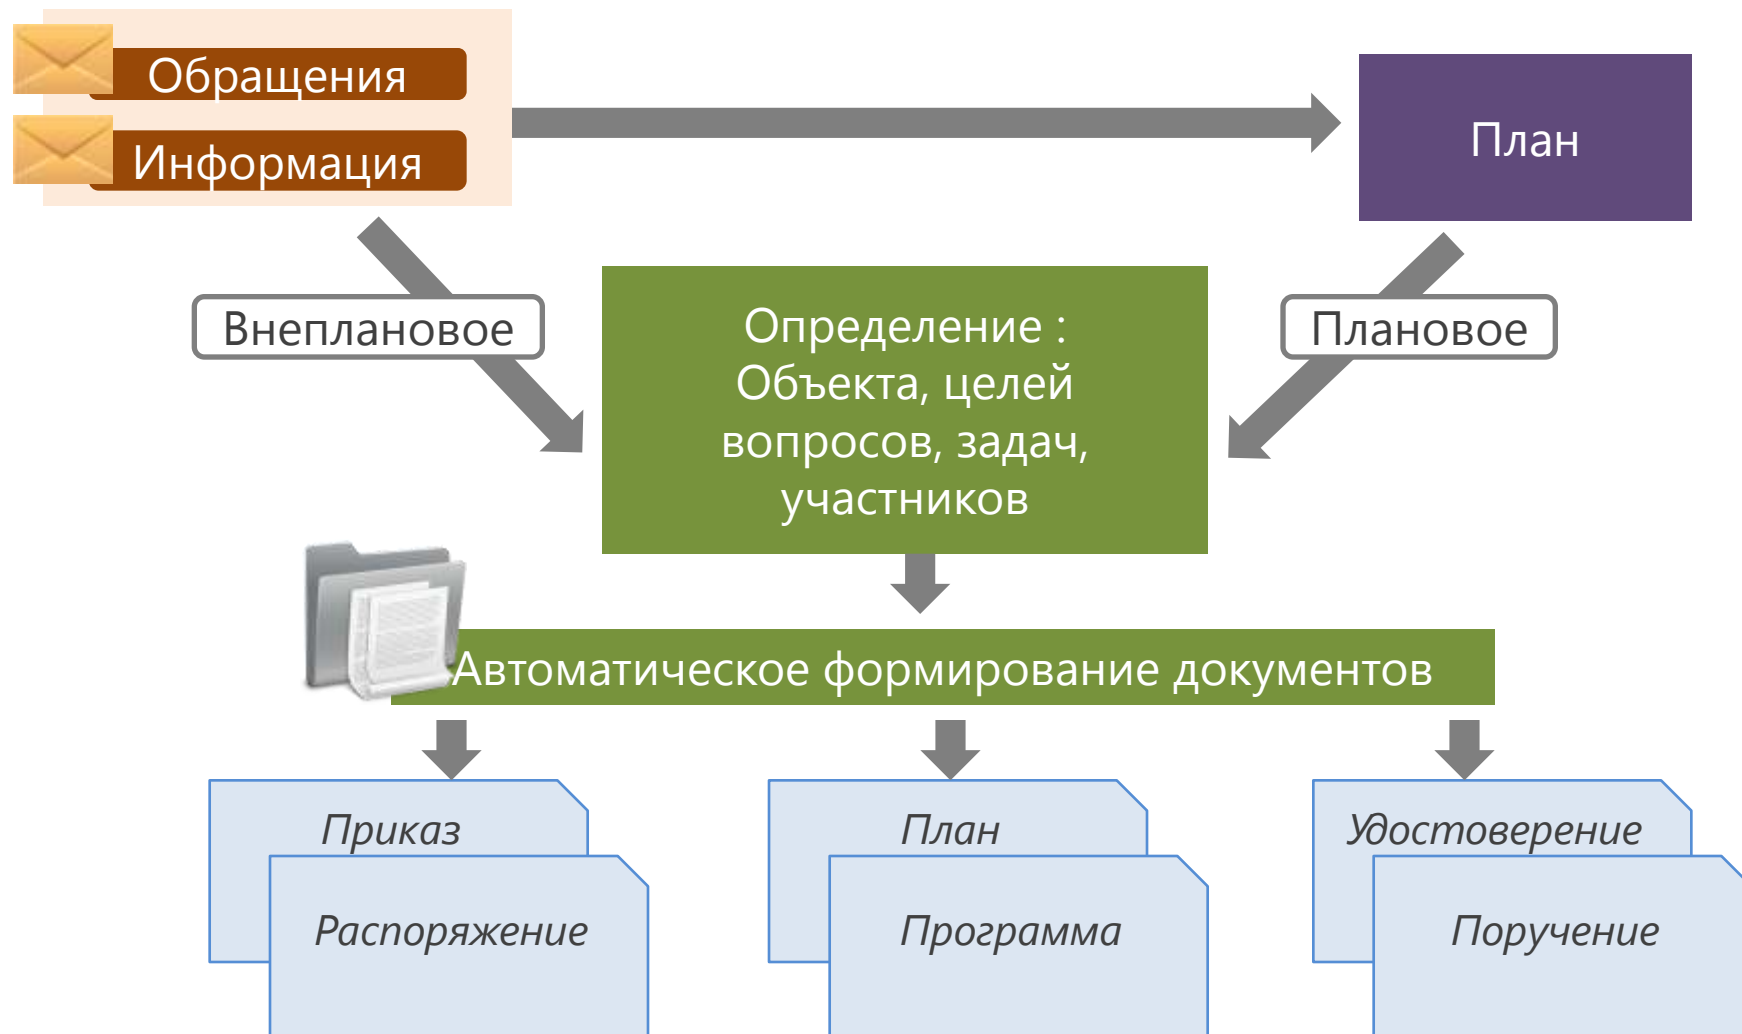 Обращения
Информация
План
Внеплановое
Плановое
Определение :
Объекта, целей
вопросов, задач,
участников
Автоматическое формирование документов
Приказ
Распоряжение
План
Программа
Удостоверение
Поручение